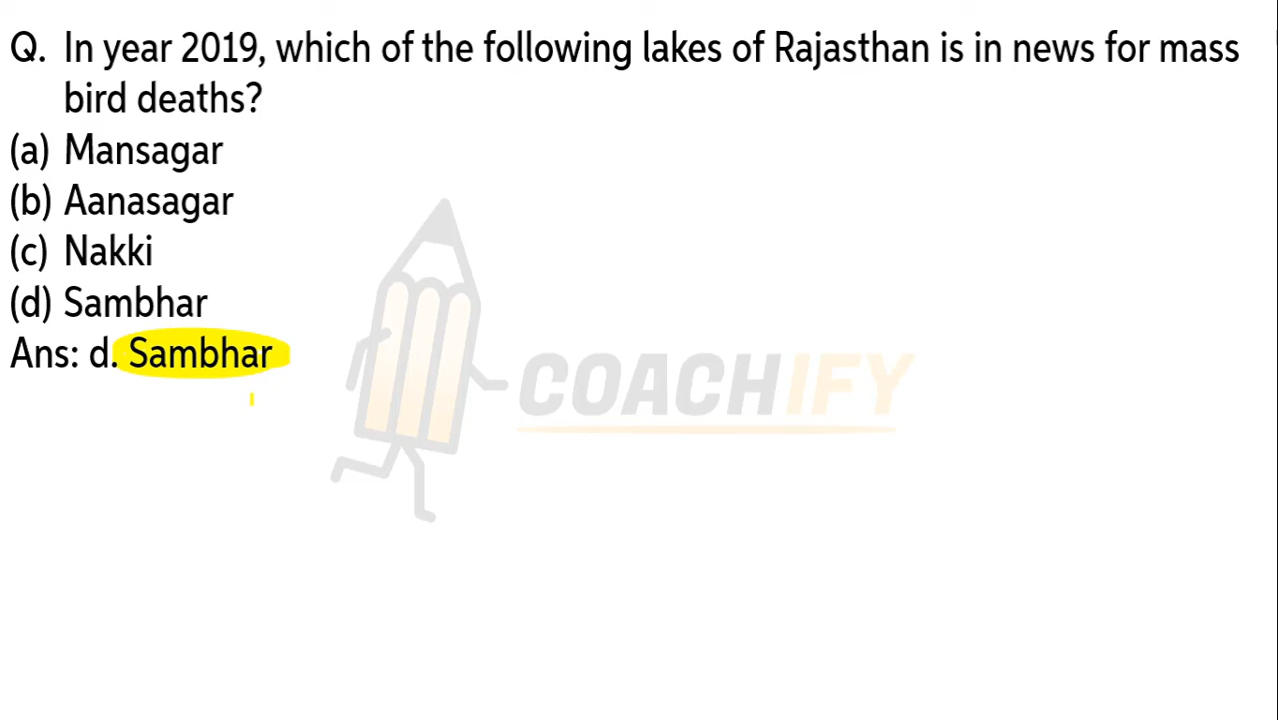 Q. In year 2019, which of the following lakes of Rajasthan is in news for mass
bird deaths?
(a) Mansagar
(b) Aanasagar
(c) Nakki
(d) Sambhar
Ans: d. Sambhar
COACHIFY